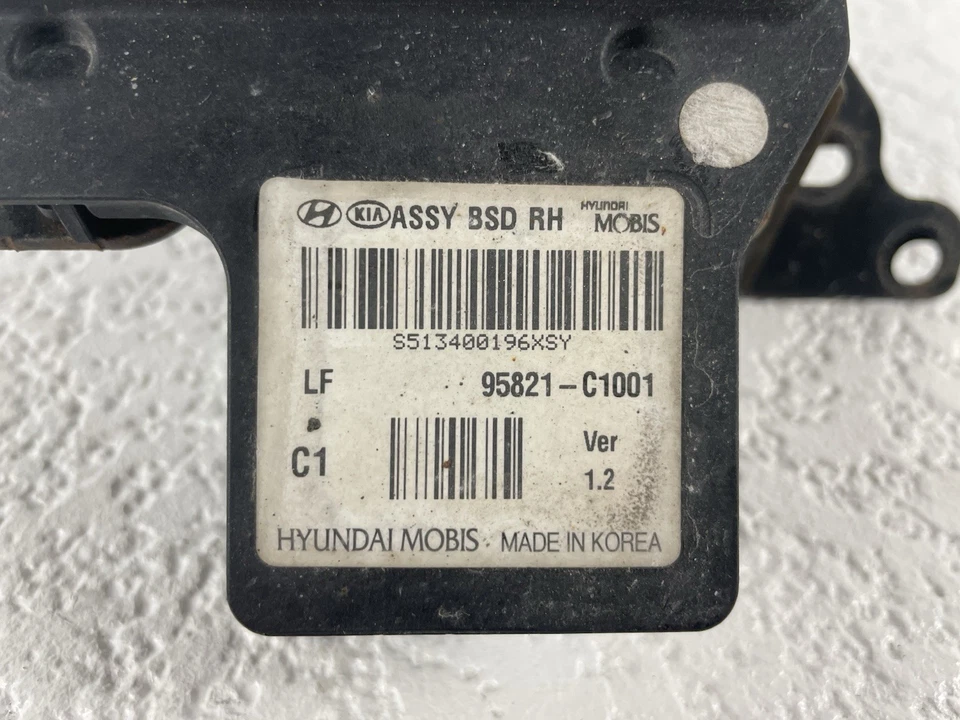 KIA ASSY BSD RH HYUNDAI MOBIS
S513400196XSY
LF 95821-C1001
C1 Ver 1.2
HYUNDAI MOBIS · MADE IN KOREA